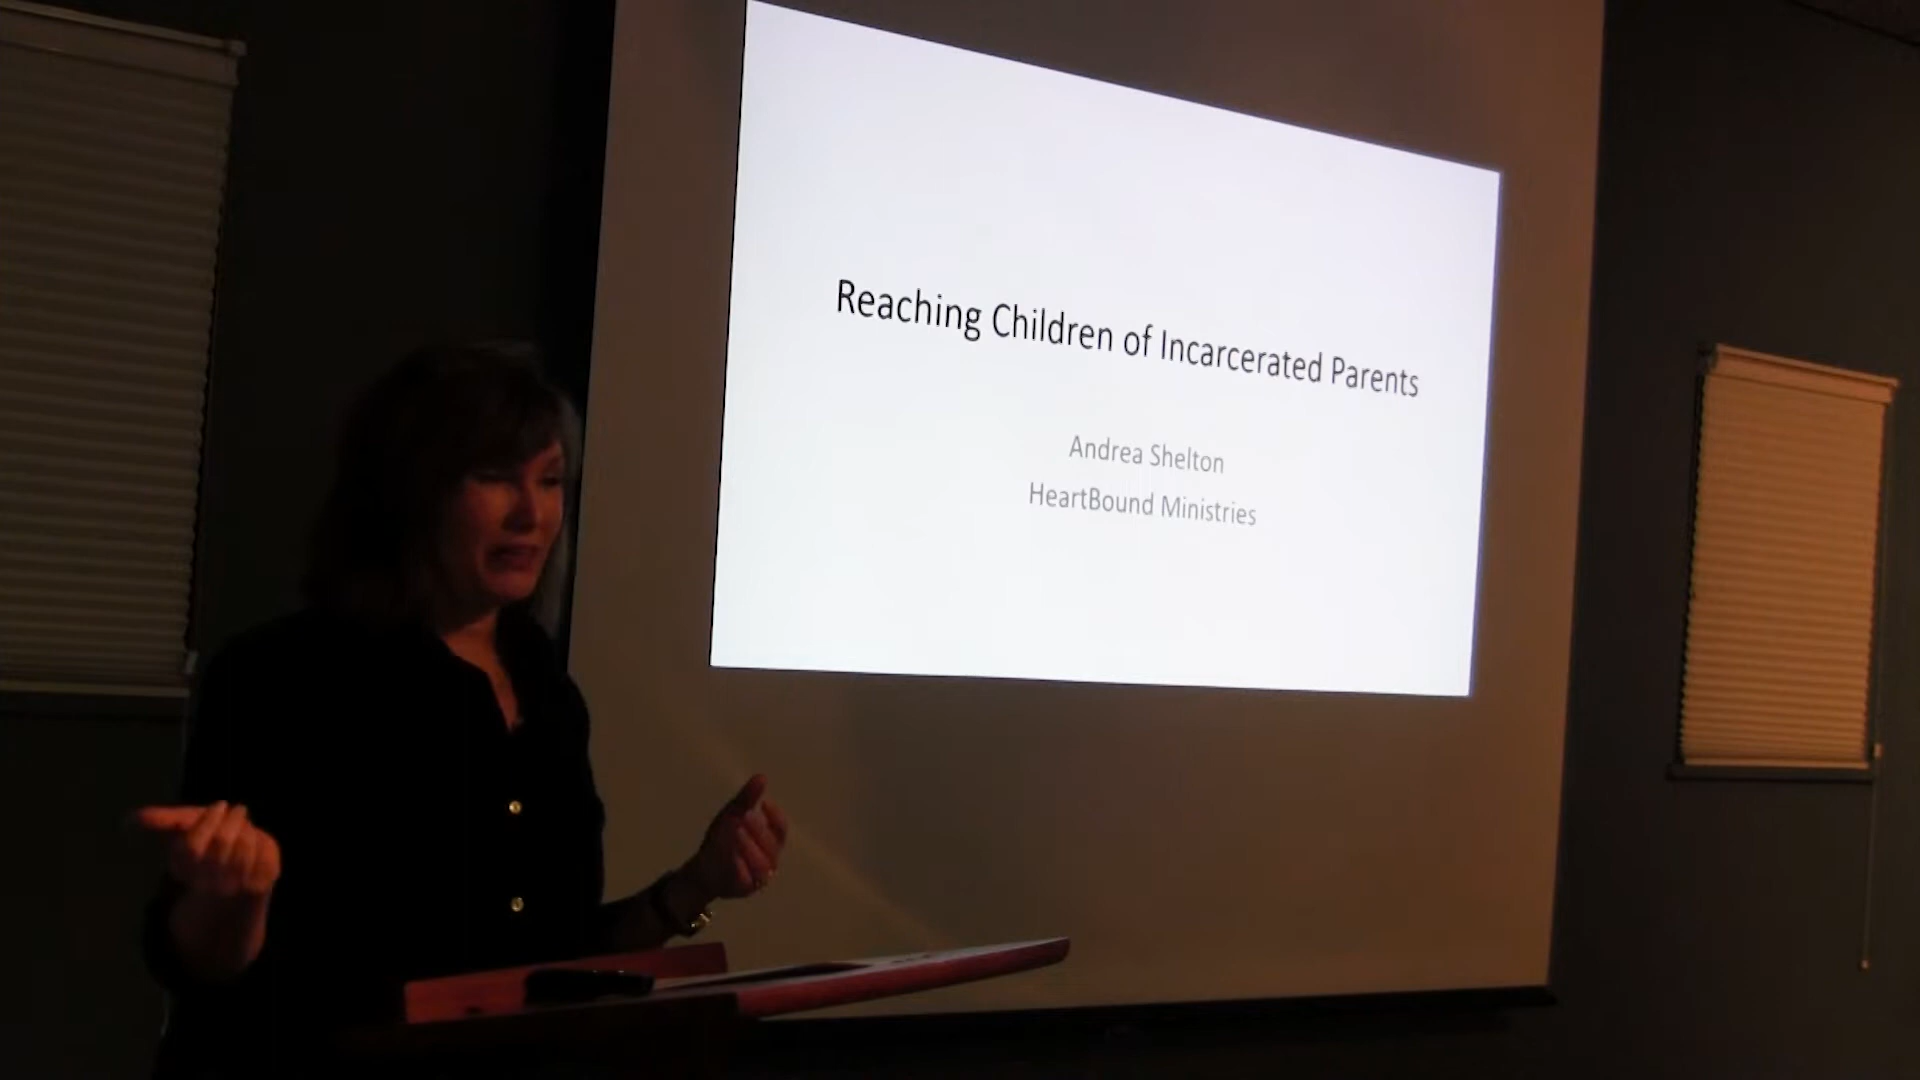 Reaching Children of Incarcerated Parents
Andrea Shelton
HeartBound Ministries